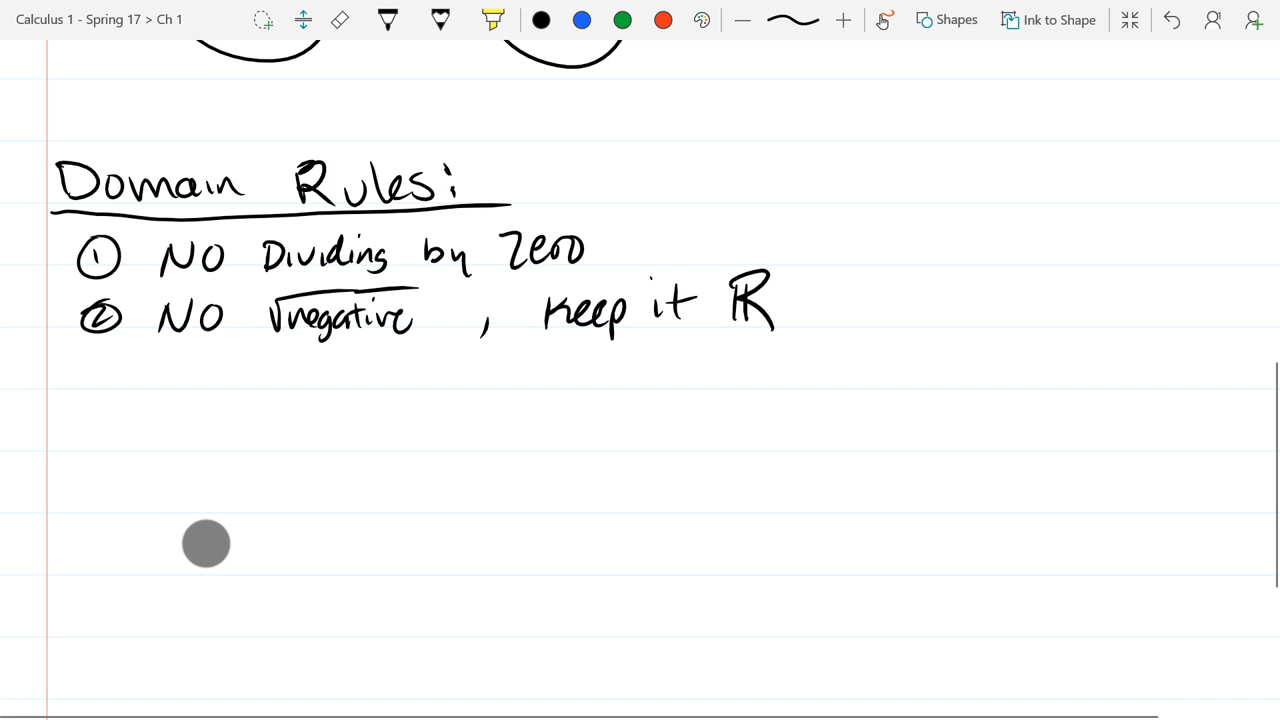 Calculus 1 - Spring 17 > Ch 1
Shapes
Ink to Shape
Domain Rules:
① NO Dividing by Zero
② NO √negative , Keep it ℝ